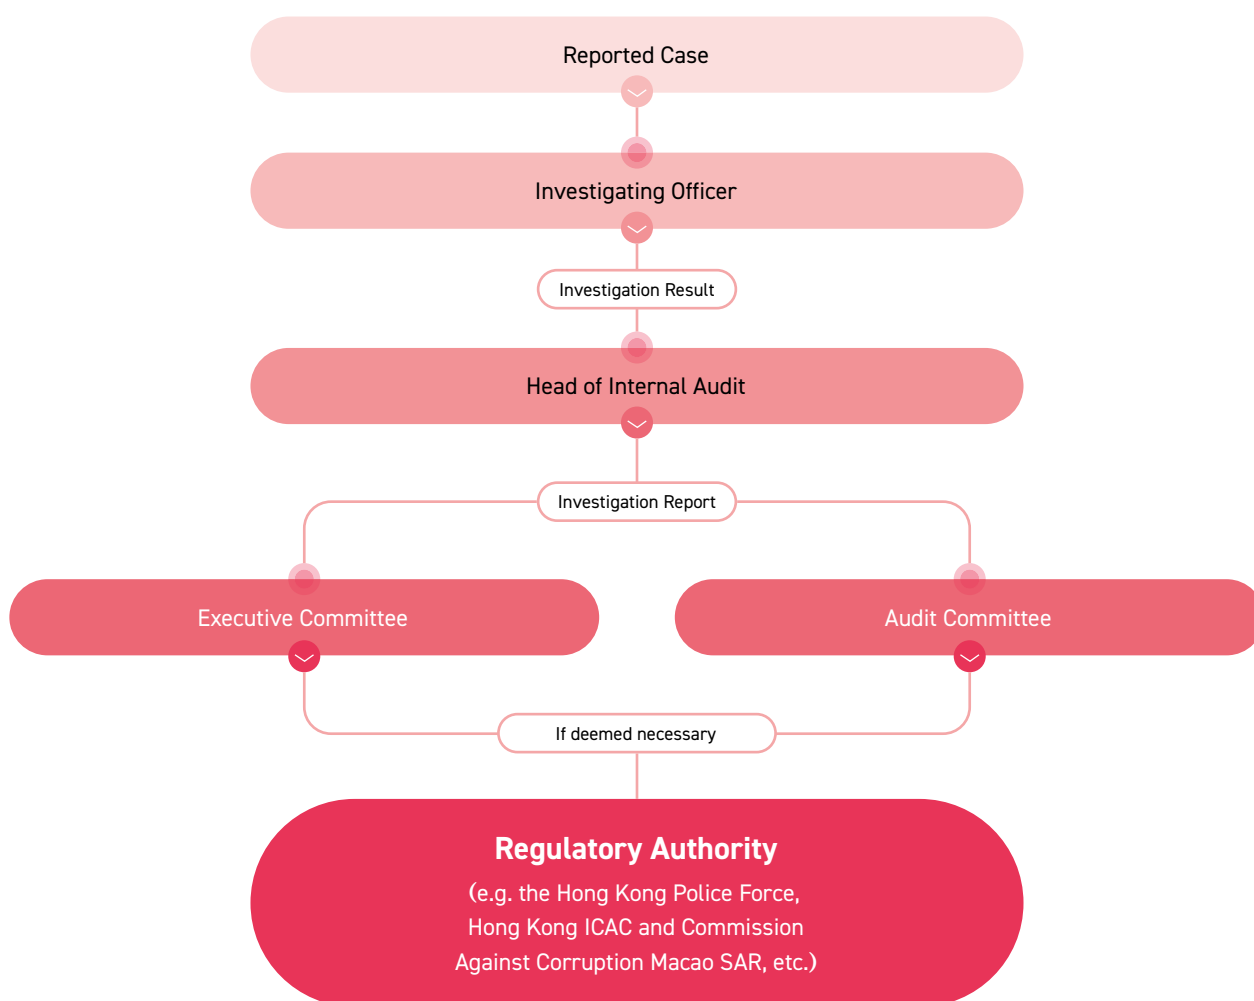 Reported Case
Investigating Officer
Investigation Result
Head of Internal Audit
Investigation Report
Executive Committee
Audit Committee
If deemed necessary
Regulatory Authority
(e.g. the Hong Kong Police Force,
Hong Kong ICAC and Commission
Against Corruption Macao SAR, etc.)